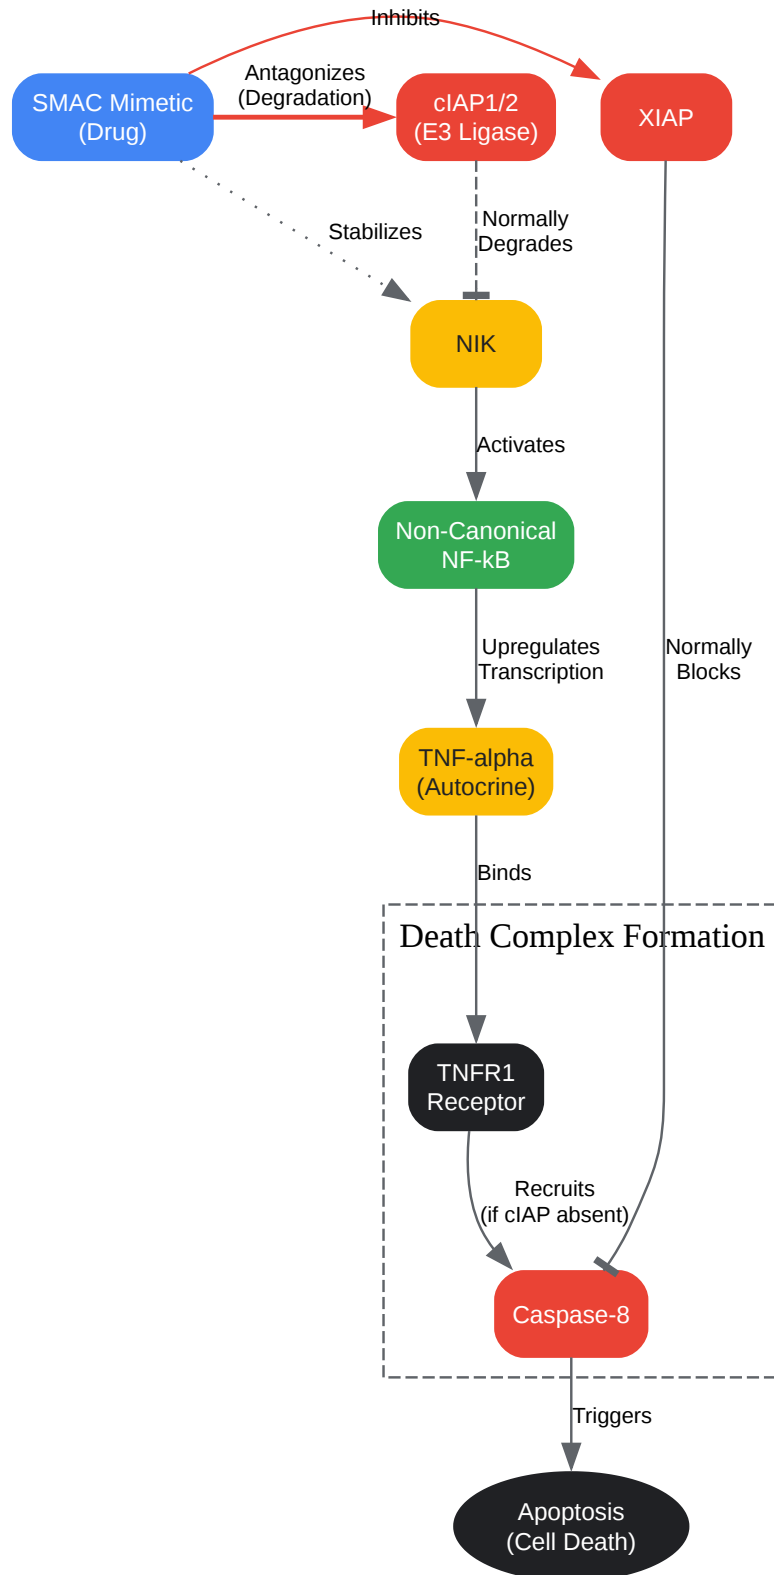 Inhibits
SMAC Mimetic
(Drug)
Antagonizes
(Degradation)
cIAP1/2
(E3 Ligase)
XIAP
Stabilizes
Normally
Degrades
NIK
Activates
Non-Canonical
NF-kB
Upregulates
Transcription
Normally
Blocks
TNF-alpha
(Autocrine)
Binds
Death Complex Formation
TNFR1
Receptor
Recruits
(if cIAP absent)
Caspase-8
Triggers
Apoptosis
(Cell Death)